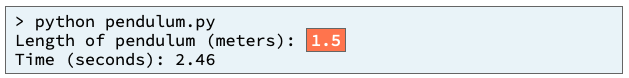 > python pendulum.py
Length of pendulum (meters): 1.5
Time (seconds): 2.46